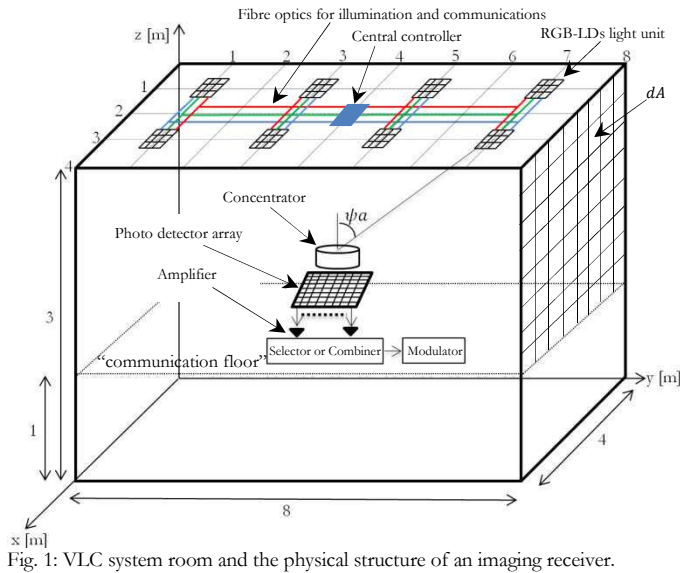 Fibre optics for illumination and communications
z [m]
Central controller
RGB-LDs light unit
1 2 3 4 5 6 7 8
1
2
3
4
dA
Concentrator
ψa
Photo detector array
Amplifier
3
Selector or Combiner
Modulator
“communication floor”
y [m]
1
4
8
x [m]
Fig. 1: VLC system room and the physical structure of an imaging receiver.